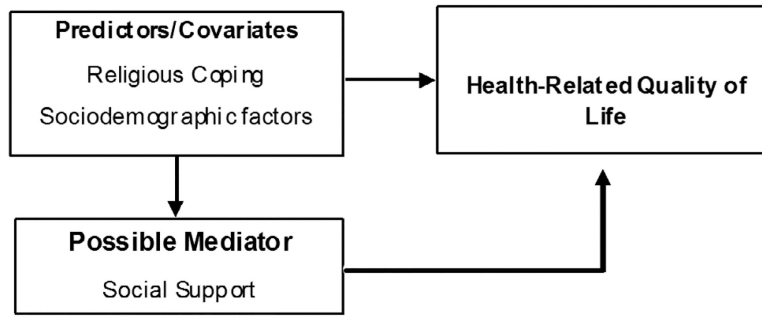 Predictors/Covariates
Religious Coping
Sociodemographic factors
Health-Related Quality of
Life
Possible Mediator
Social Support